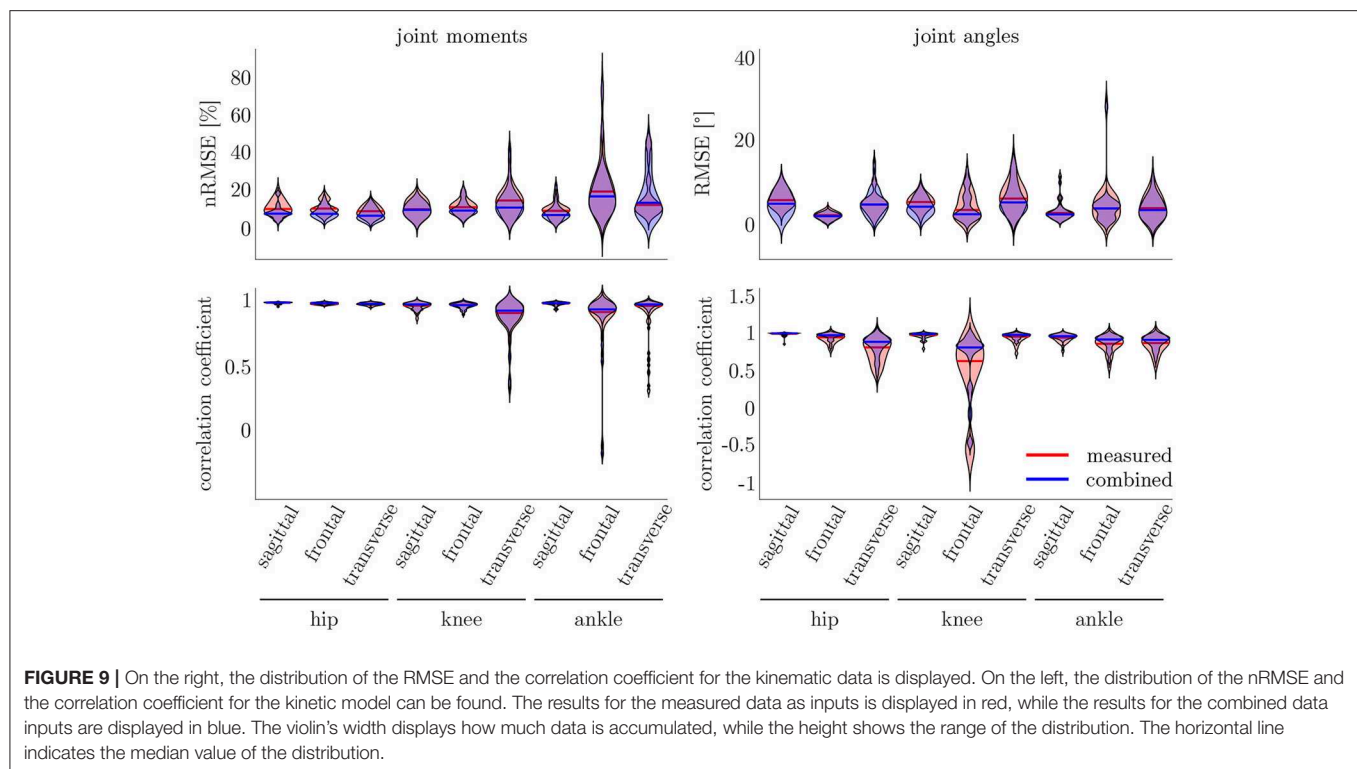 joint moments
joint angles
nRMSE [%]
80
60
40
20
0
RMSE [°]
40
20
0
correlation coefficient
1
0.5
0
correlation coefficient
1.5
1
0.5
0
-0.5
-1
measured
combined
sagittal
frontal
transverse
sagittal
frontal
transverse
sagittal
frontal
transverse
hip
knee
ankle
sagittal
frontal
transverse
sagittal
frontal
transverse
sagittal
frontal
transverse
hip
knee
ankle
FIGURE 9 | On the right, the distribution of the RMSE and the correlation coefficient for the kinematic data is displayed. On the left, the distribution of the nRMSE and
the correlation coefficient for the kinetic model can be found. The results for the measured data as inputs is displayed in red, while the results for the combined data
inputs are displayed in blue. The violin's width displays how much data is accumulated, while the height shows the range of the distribution. The horizontal line
indicates the median value of the distribution.